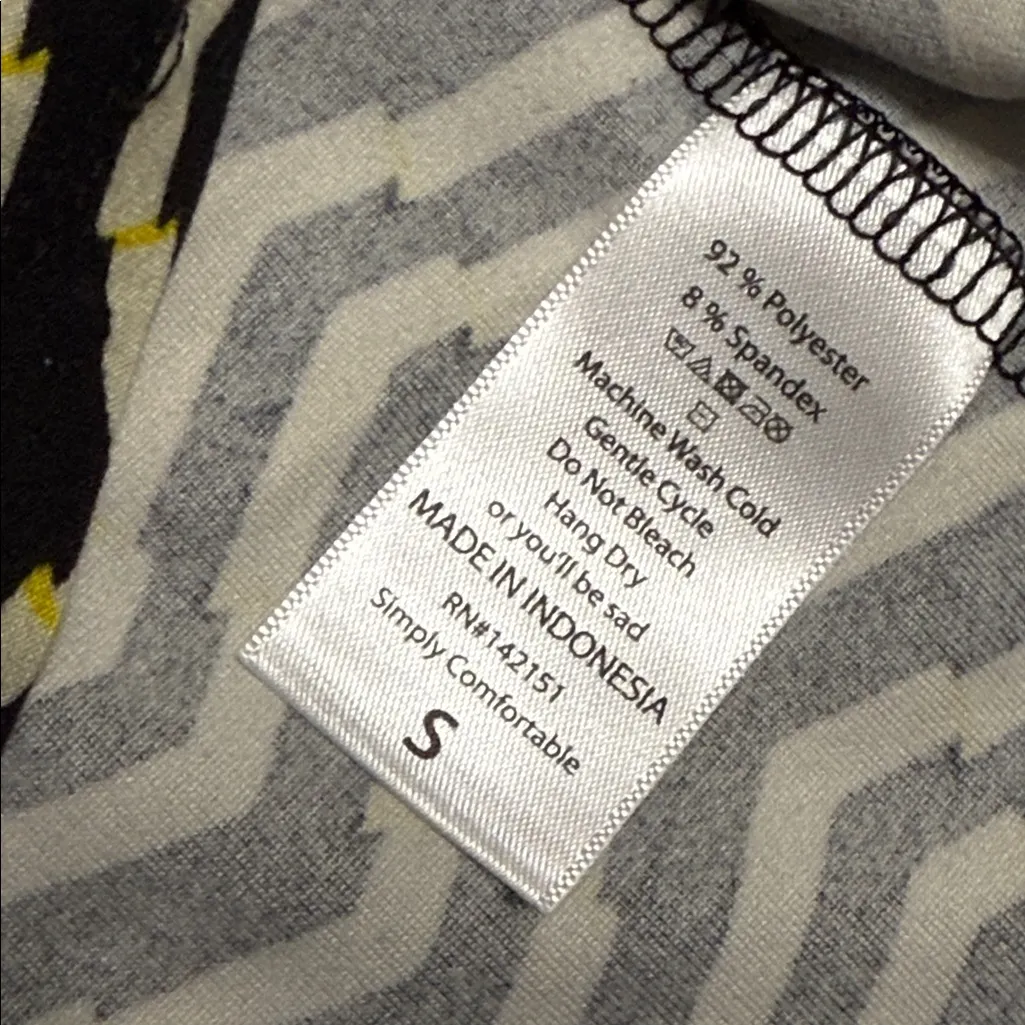 92 % Polyester
8 % Spandex
Machine Wash Cold
Gentle Cycle
Do Not Bleach
Hang Dry
or you'll be sad
MADE IN INDONESIA
RN#142151
Simply Comfortable
S